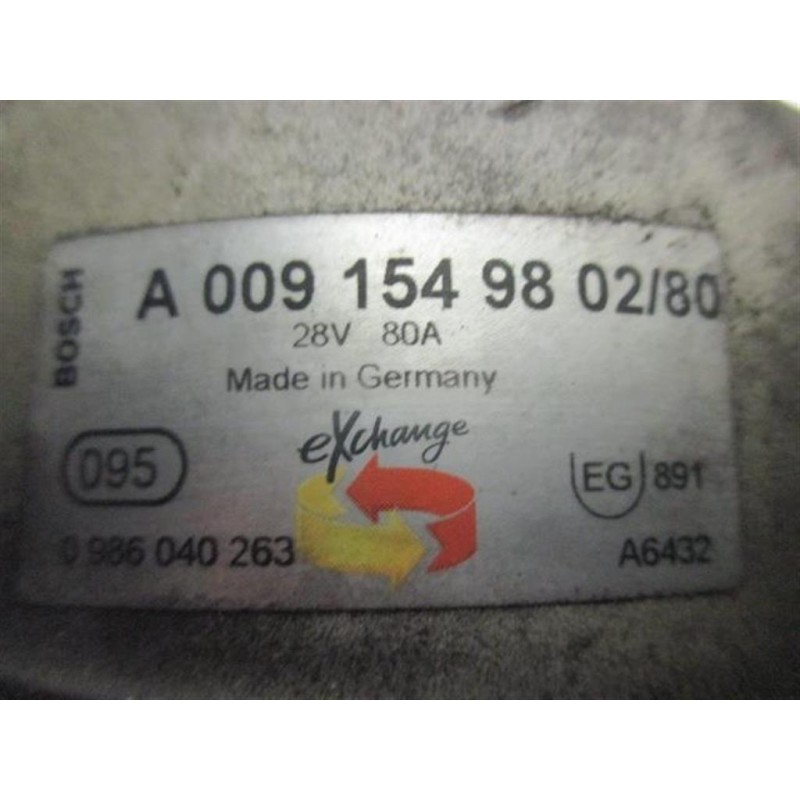 BOSCH
A 009 154 98 02/80
28V 80A
Made in Germany
eXchange
095
EG 891
0 986 040 263
A6432